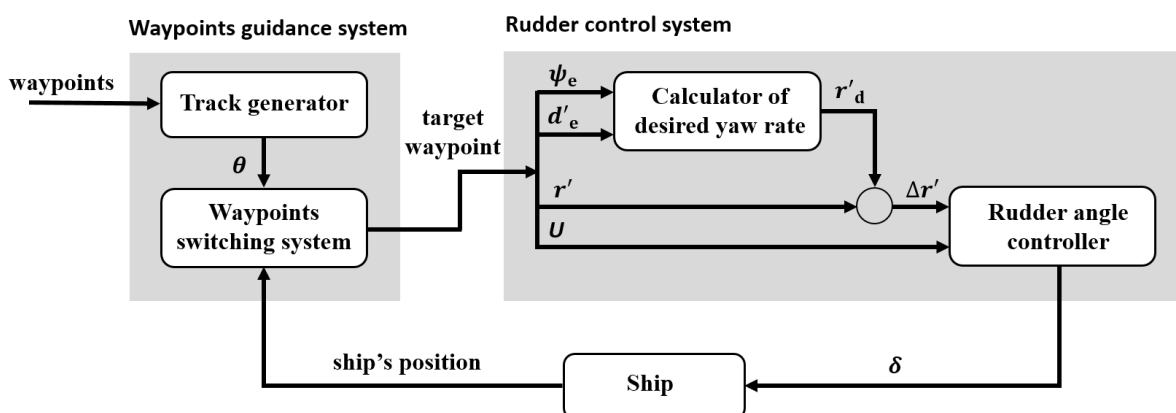 Waypoints guidance system
Rudder control system
waypoints
Track generator
θ
Waypoints
switching system
target
waypoint
ψe
d′e
Calculator of
desired yaw rate
r′d
r′
Δr′
U
Rudder angle
controller
ship's position
Ship
δ